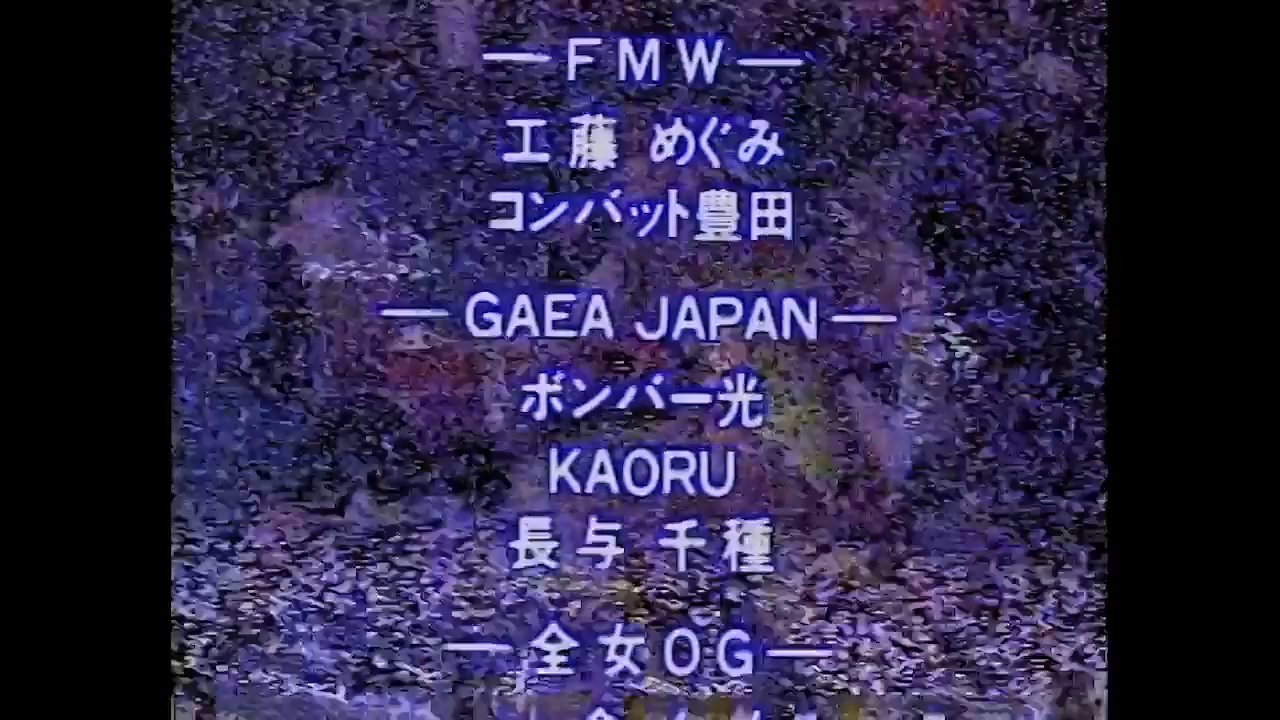 —FMW—
工藤 めぐみ
コンバット豊田
—GAEA JAPAN—
ボンバー光
KAORU
長与 千種
—全女OG—